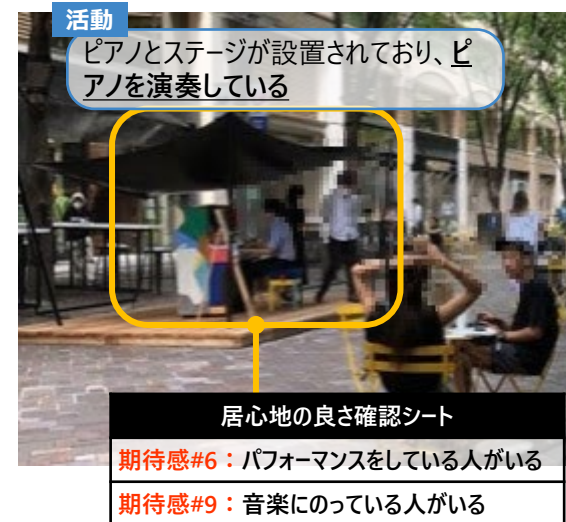 活動
ピアノとステージが設置されており、ピ
アノを演奏している
居心地の良さ確認シート
期待感#6：パフォーマンスをしている人がいる
期待感#9：音楽にのっている人がいる